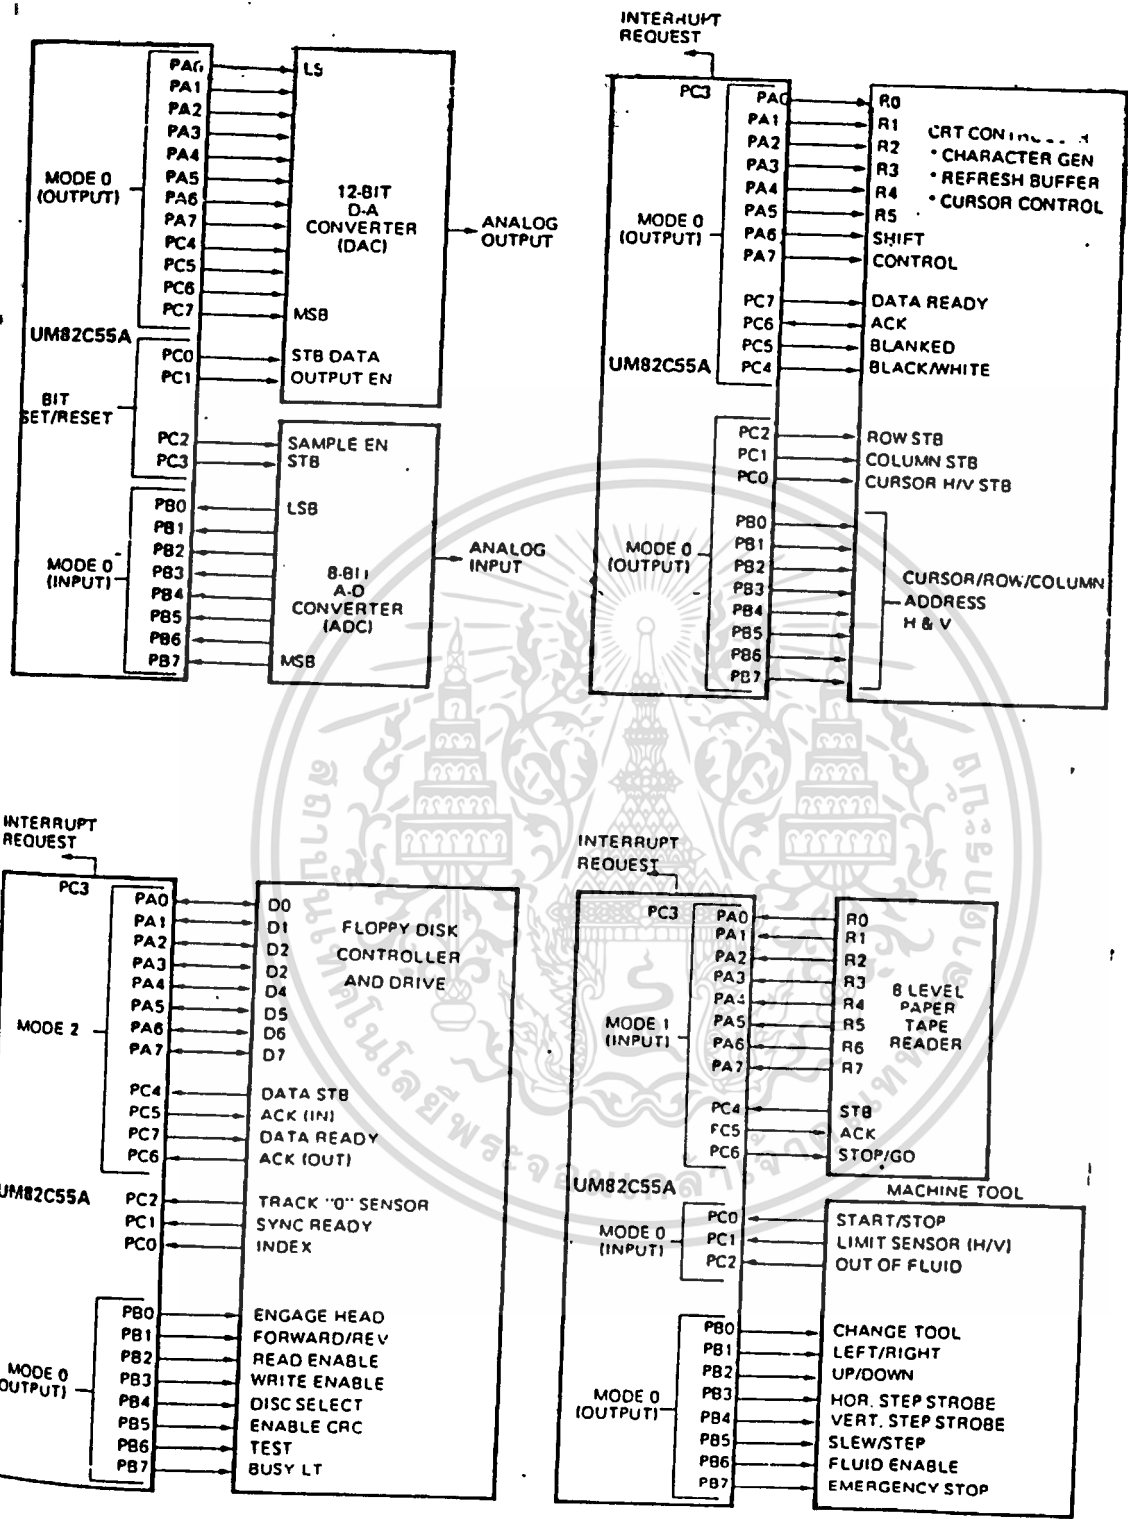 PA1
PA2
PA3
PA4
PA5
PA6
PA7
PC4
PC5
PC6
PC7
MODE 0
(OUTPUT)
UM82C55A
PC0
PC1
BIT
SET/RESET
PC2
PC3
PB0
PB1
PB2
PB3
PB4
PB5
PB6
PB7
MODE 0
(INPUT)
LS
12-BIT
D-A
CONVERTER
(DAC)
MSB
STB DATA
OUTPUT EN
ANALOG
OUTPUT
SAMPLE EN
STB
LSB
A-D
CONVERTER
(ADC)
MSB
ANALOG
INPUT
INTERRUPT
REQUEST
PC3
PA1
PA2
PA3
PA4
PA5
PA6
PA7
MODE 0
(OUTPUT)
PC7
PC6
PC5
PC4
UM82C55A
PC2
PC1
PC0
PB0
PB1
PB2
PB3
PB4
PB5
PB6
PB7
MODE 0
(OUTPUT)
R0
R1
R2
R3
R4
R5
SHIFT
CONTROL
CRT
• CHARACTER GEN
• REFRESH BUFFER
• CURSOR CONTROL
DATA READY
ACK
BLANKED
BLACK/WHITE
ROW STB
COLUMN STB
CURSOR H/V STB
CURSOR/ROW/COLUMN
ADDRESS
H & V
INTERRUPT
REQUEST
PC3
PA0
PA1
PA2
PA3
PA4
PA5
PA6
PA7
MODE 2
PC4
PC5
PC7
PC6
UM82C55A
PC2
PC1
PC0
PB0
PB1
PB2
PB3
PB4
PB5
PB6
PB7
MODE 0
OUTPUT)
D0
D1
D2
D2
D4
D5
D6
D7
FLOPPY DISK
CONTROLLER
AND DRIVE
DATA STB
ACK (IN)
DATA READY
ACK (OUT)
TRACK "0" SENSOR
SYNC READY
INDEX
ENGAGE HEAD
FORWARD/REV
READ ENABLE
WRITE ENABLE
DISC SELECT
ENABLE CRC
TEST
BUSY LT
INTERRUPT
REQUEST
PC3
PA0
PA1
PA2
PA3
PA4
PA5
PA6
PA7
MODE 1
(INPUT)
PC4
PC5
PC6
UM82C55A
PC0
PC1
PC2
MODE 0
(INPUT)
PB0
PB1
PB2
PB3
PB4
PB5
PB6
PB7
MODE 0
(OUTPUT)
R0
R1
R2
R3
R4
R5
R6
R7
8 LEVEL
PAPER
TAPE
READER
STB
ACK
STOP/GO
MACHINE TOOL
START/STOP
LIMIT SENSOR (H/V)
OUT OF FLUID
CHANGE TOOL
LEFT/RIGHT
UP/DOWN
HOR. STEP STROBE
VERT. STEP STROBE
SLEW/STEP
FLUID ENABLE
EMERGENCY STOP